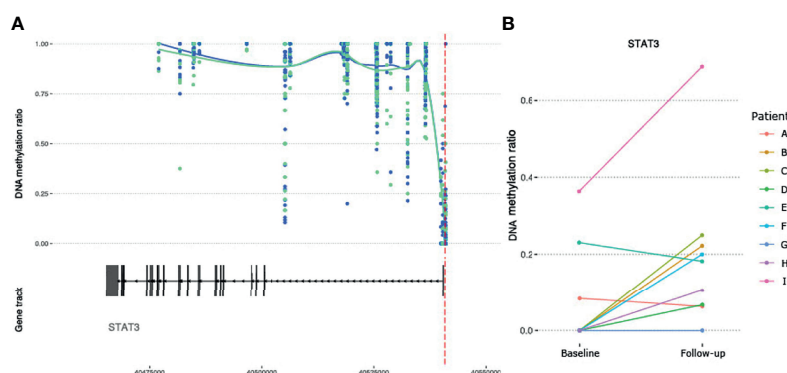 A
B
STAT3
1.00
0.75
0.50
0.25
0.00
DNA methylation ratio
Gene track
STAT3
DNA methylation ratio
0.6
0.4
0.2
0.0
Baseline
Follow-up
Patient
A
B
C
D
E
F
G
H
I